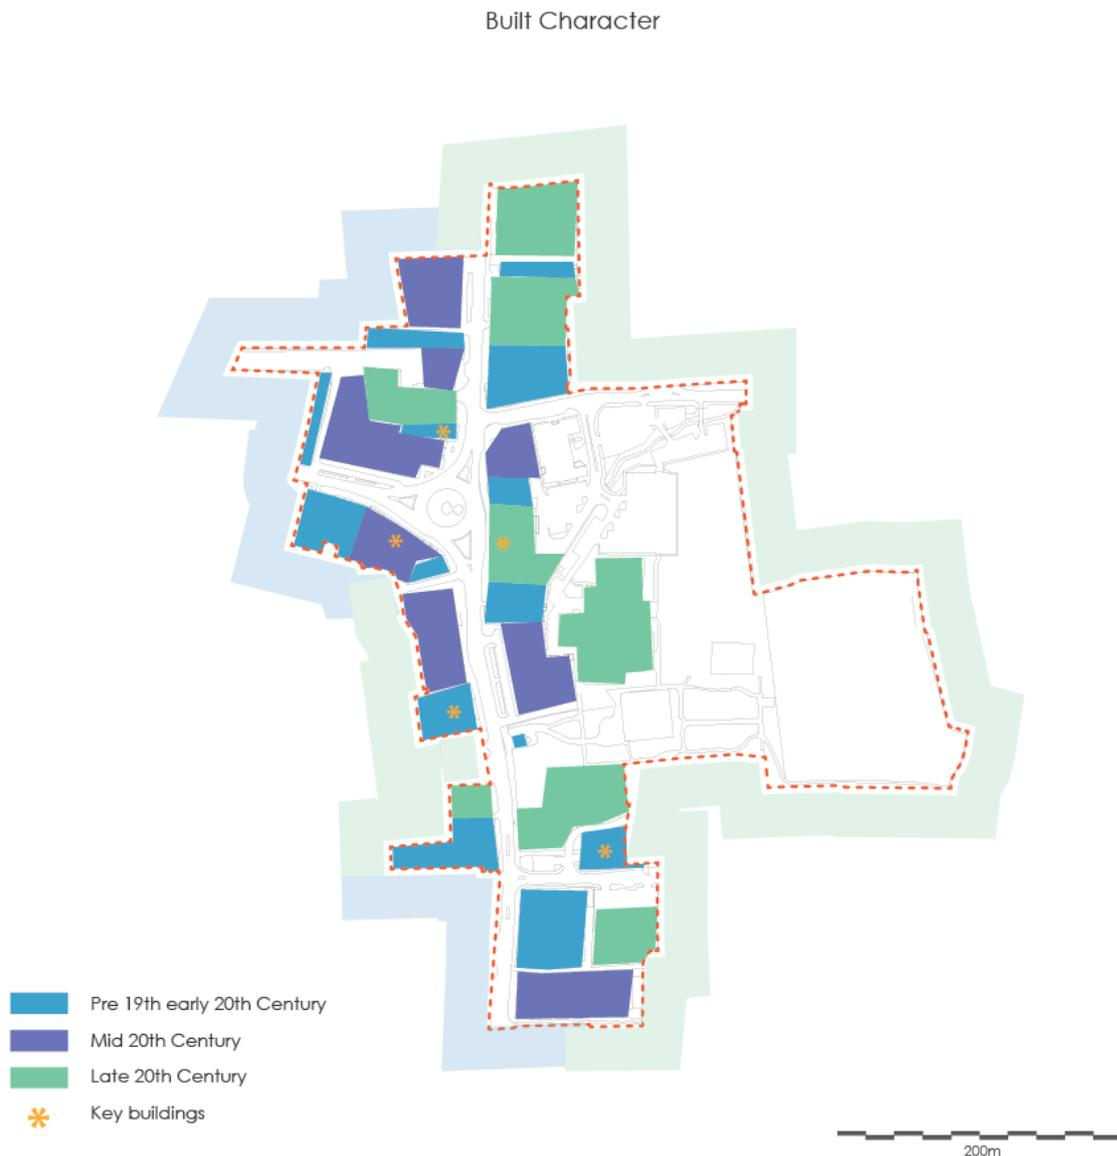 Built Character
Pre 19th early 20th Century
Mid 20th Century
Late 20th Century
Key buildings
200m